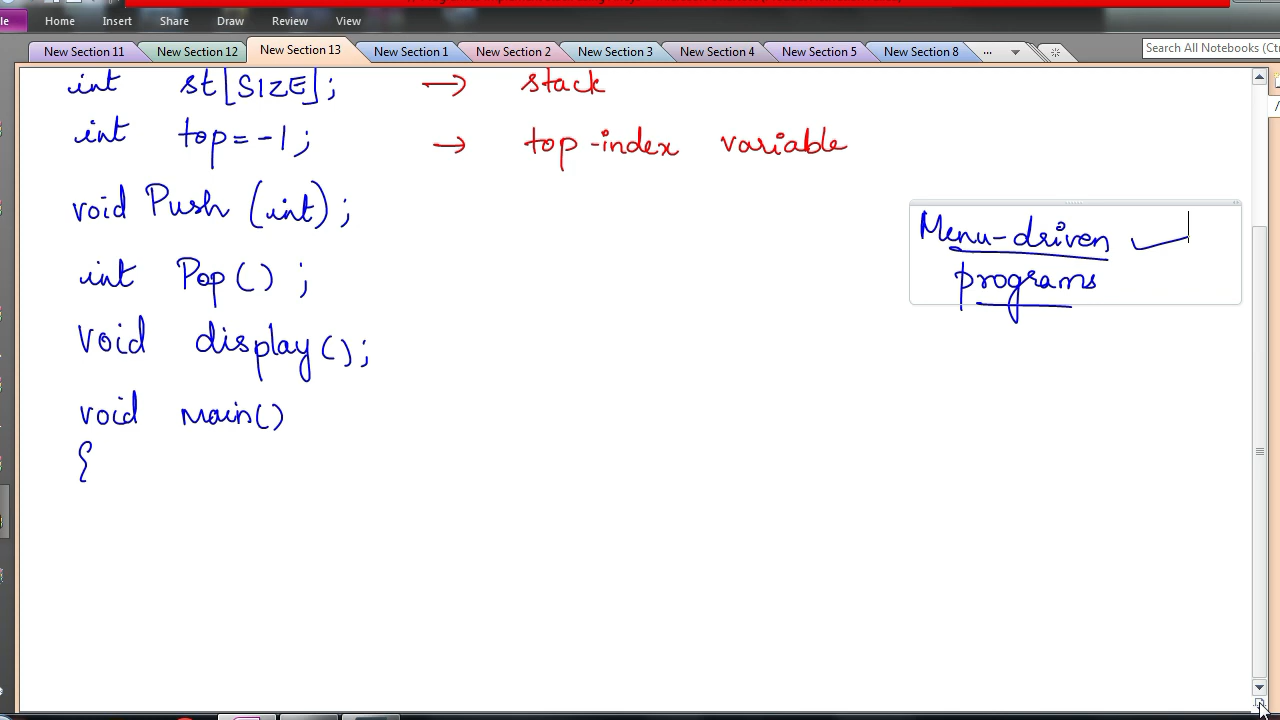 Home Insert Share Draw Review View
New Section 11 New Section 12 New Section 13 New Section 1 New Section 2 New Section 3 New Section 4 New Section 5 New Section 8 ... Search All Notebooks (Ctr
int st[SIZE]; → stack
int top=-1; → top-index variable
void Push (int);
Menu-driven
programs
int Pop();
void display();
void main()
{